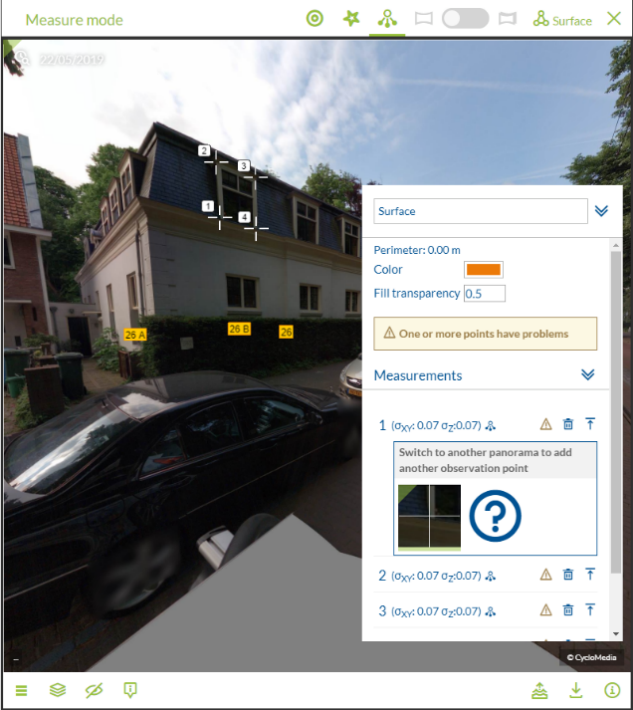 Measure mode
Surface
22/05/2019
2
3
1
4
26 A
26 B
26
Surface
Perimeter: 0.00 m
Color
Fill transparency 0.5
One or more points have problems
Measurements
1 (σXY: 0.07 σZ:0.07)
Switch to another panorama to add
another observation point
?
2 (σXY: 0.07 σZ:0.07)
3 (σXY: 0.07 σZ:0.07)
© CycloMedia